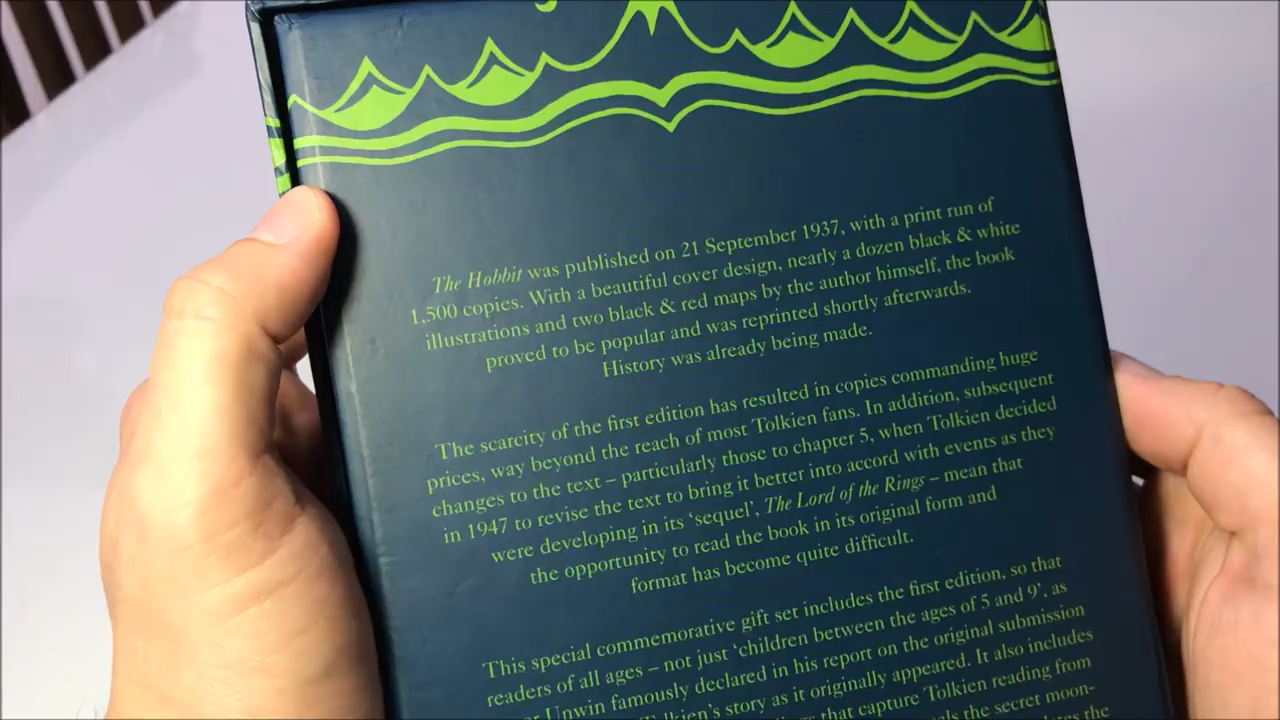 The Hobbit was published on 21 September 1937, with a print run of
1,500 copies. With a beautiful cover design, nearly a dozen black & white
illustrations and two black & red maps by the author himself, the book
proved to be popular and was reprinted shortly afterwards.
History was already being made.
The scarcity of the first edition has resulted in copies commanding huge
prices, way beyond the reach of most Tolkien fans. In addition, subsequent
changes to the text – particularly those to chapter 5, when Tolkien decided
in 1947 to revise the text to bring it better into accord with events as they
were developing in its ‘sequel’, The Lord of the Rings – mean that
the opportunity to read the book in its original form and
format has become quite difficult.
This special commemorative gift set includes the first edition, so that
readers of all ages – not just ‘children between the ages of 5 and 9’, as
Unwin famously declared in his report on the original submission
Tolkien's story as it originally appeared. It also includes
that capture Tolkien reading from
the secret moon-
the